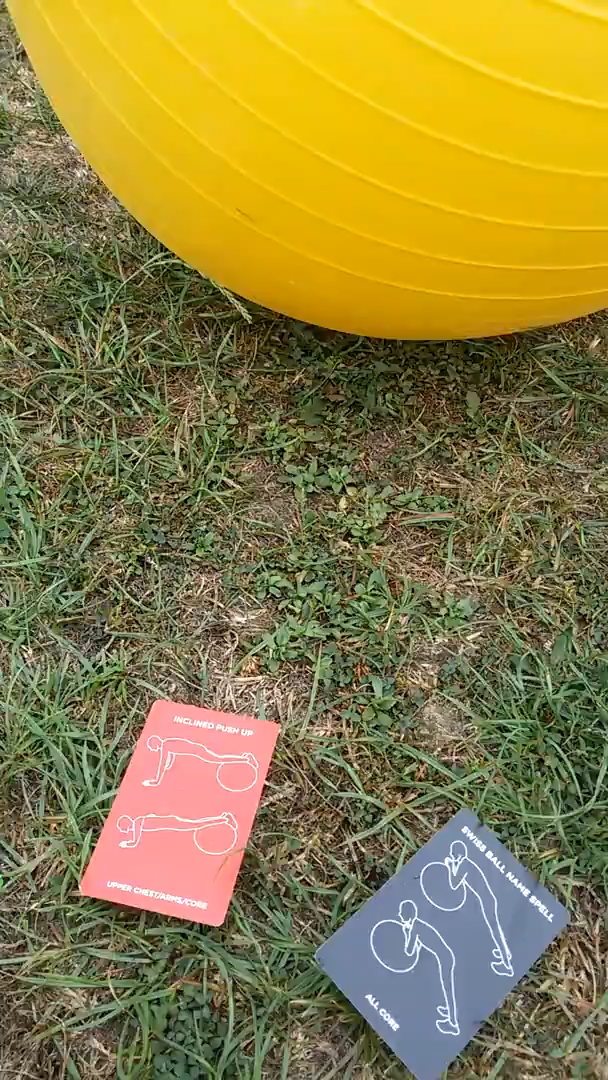 INCLINED PUSH UP
UPPER CHEST/ARMS/CORE
SWISS BALL NAME SPELL
ALL CORE